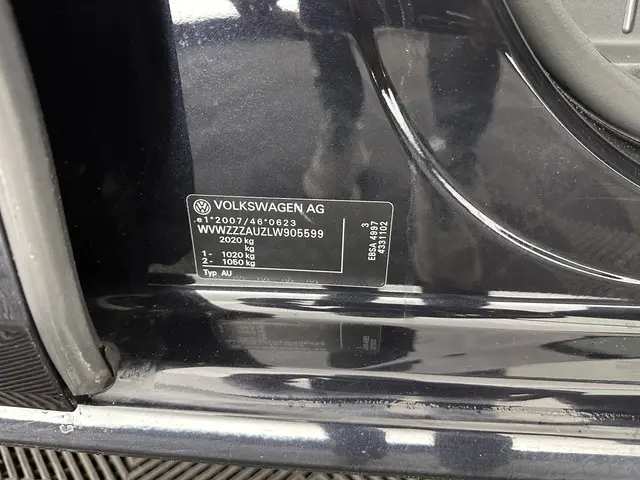 VOLKSWAGEN AG
e1*2007/46*0623
WVWZZZAUZLW905599
2020 kg
kg
1- 1020 kg
2- 1050 kg
Typ AU
3
EBSA 4997
4331102